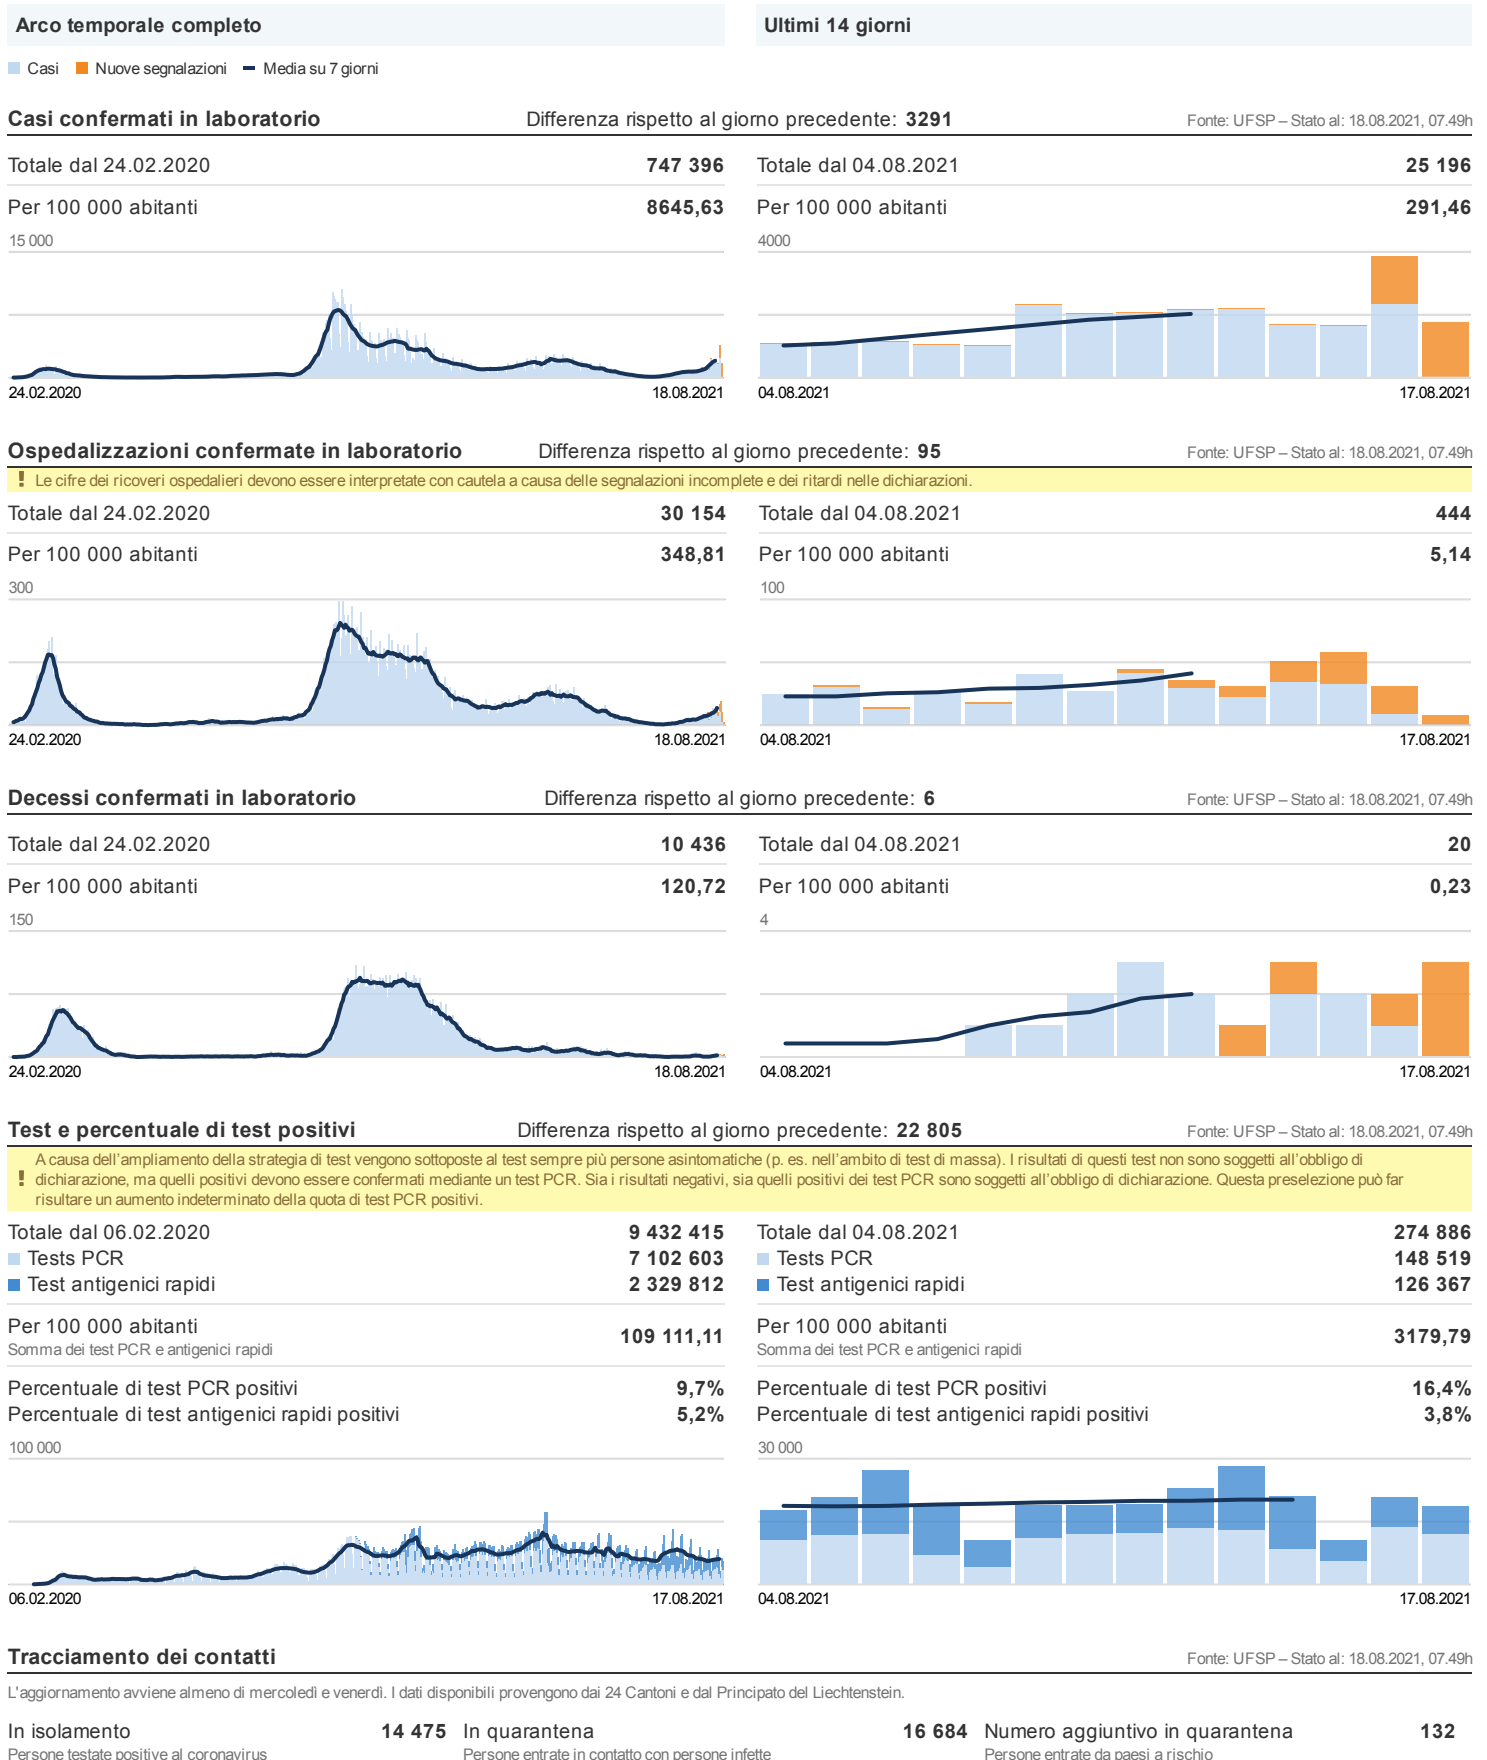 Arco temporale completo
Ultimi 14 giorni
Casi Nuove segnalazioni Media su 7 giorni
Casi confermati in laboratorio Differenza rispetto al giorno precedente: 3291 Fonte: UFSP – Stato al: 18.08.2021, 07.49h
Totale dal 24.02.2020 747 396
Per 100 000 abitanti 8645,63
15 000
24.02.2020 18.08.2021
Totale dal 04.08.2021 25 196
Per 100 000 abitanti 291,46
4000
04.08.2021 17.08.2021
Ospedalizzazioni confermate in laboratorio Differenza rispetto al giorno precedente: 95 Fonte: UFSP – Stato al: 18.08.2021, 07.49h
! Le cifre dei ricoveri ospedalieri devono essere interpretate con cautela a causa delle segnalazioni incomplete e dei ritardi nelle dichiarazioni.
Totale dal 24.02.2020 30 154
Per 100 000 abitanti 348,81
300
24.02.2020 18.08.2021
Totale dal 04.08.2021 444
Per 100 000 abitanti 5,14
100
04.08.2021 17.08.2021
Decessi confermati in laboratorio Differenza rispetto al giorno precedente: 6 Fonte: UFSP – Stato al: 18.08.2021, 07.49h
Totale dal 24.02.2020 10 436
Per 100 000 abitanti 120,72
150
24.02.2020 18.08.2021
Totale dal 04.08.2021 20
Per 100 000 abitanti 0,23
4
04.08.2021 17.08.2021
Test e percentuale di test positivi Differenza rispetto al giorno precedente: 22 805 Fonte: UFSP – Stato al: 18.08.2021, 07.49h
A causa dell'ampliamento della strategia di test vengono sottoposte al test sempre più persone asintomatiche (p. es. nell'ambito di test di massa). I risultati di questi test non sono soggetti all'obbligo di
! dichiarazione, ma quelli positivi devono essere confermati mediante un test PCR. Sia i risultati negativi, sia quelli positivi dei test PCR sono soggetti all'obbligo di dichiarazione. Questa preselezione può far
risultare un aumento indeterminato della quota di test PCR positivi.
Totale dal 06.02.2020 9 432 415
Tests PCR 7 102 603
Test antigenici rapidi 2 329 812
Per 100 000 abitanti 109 111,11
Somma dei test PCR e antigenici rapidi
Percentuale di test PCR positivi 9,7%
Percentuale di test antigenici rapidi positivi 5,2%
100 000
06.02.2020 17.08.2021
Totale dal 04.08.2021 274 886
Tests PCR 148 519
Test antigenici rapidi 126 367
Per 100 000 abitanti 3179,79
Somma dei test PCR e antigenici rapidi
Percentuale di test PCR positivi 16,4%
Percentuale di test antigenici rapidi positivi 3,8%
30 000
04.08.2021 17.08.2021
Tracciamento dei contatti Fonte: UFSP – Stato al: 18.08.2021, 07.49h
L'aggiornamento avviene almeno di mercoledì e venerdì. I dati disponibili provengono dai 24 Cantoni e dal Principato del Liechtenstein.
In isolamento 14 475
Persone testate positive al coronavirus
In quarantena 16 684
Persone entrate in contatto con persone infette
Numero aggiuntivo in quarantena 132
Persone entrate da paesi a rischio